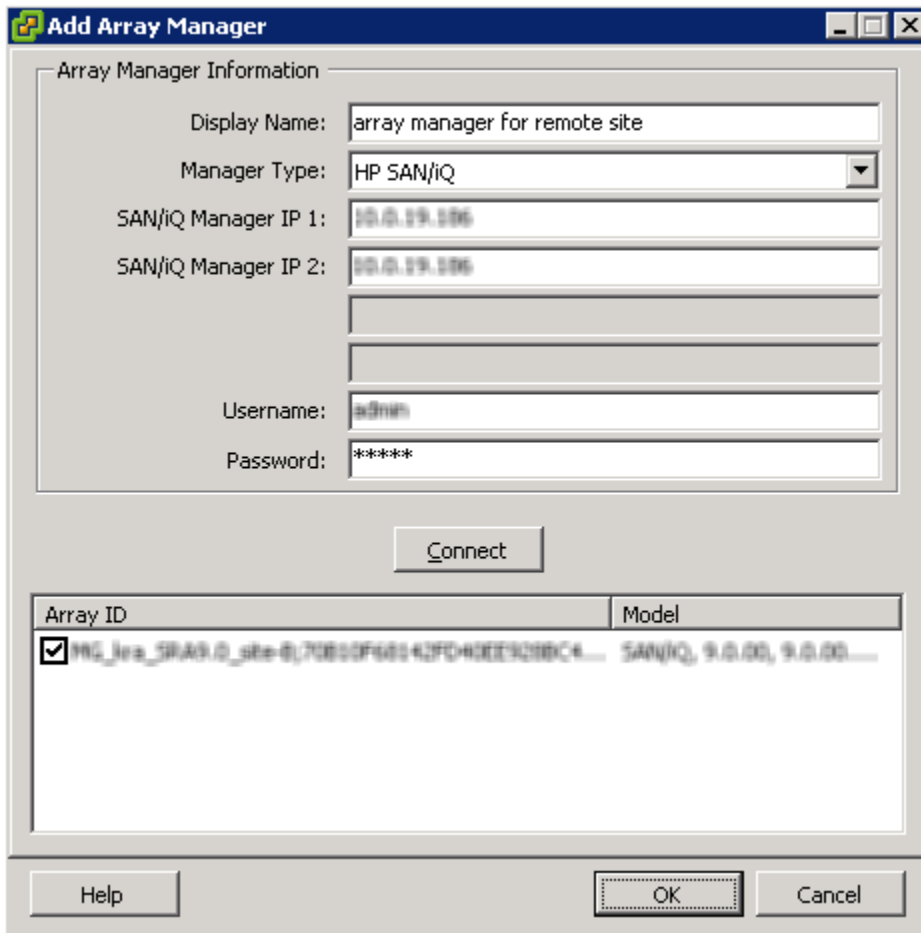 Add Array Manager
Array Manager Information
Display Name: array manager for remote site
Manager Type: HP SAN/iQ
SAN/iQ Manager IP 1:
SAN/iQ Manager IP 2:
Username:
Password: *****
Connect
Array ID Model
Help OK Cancel